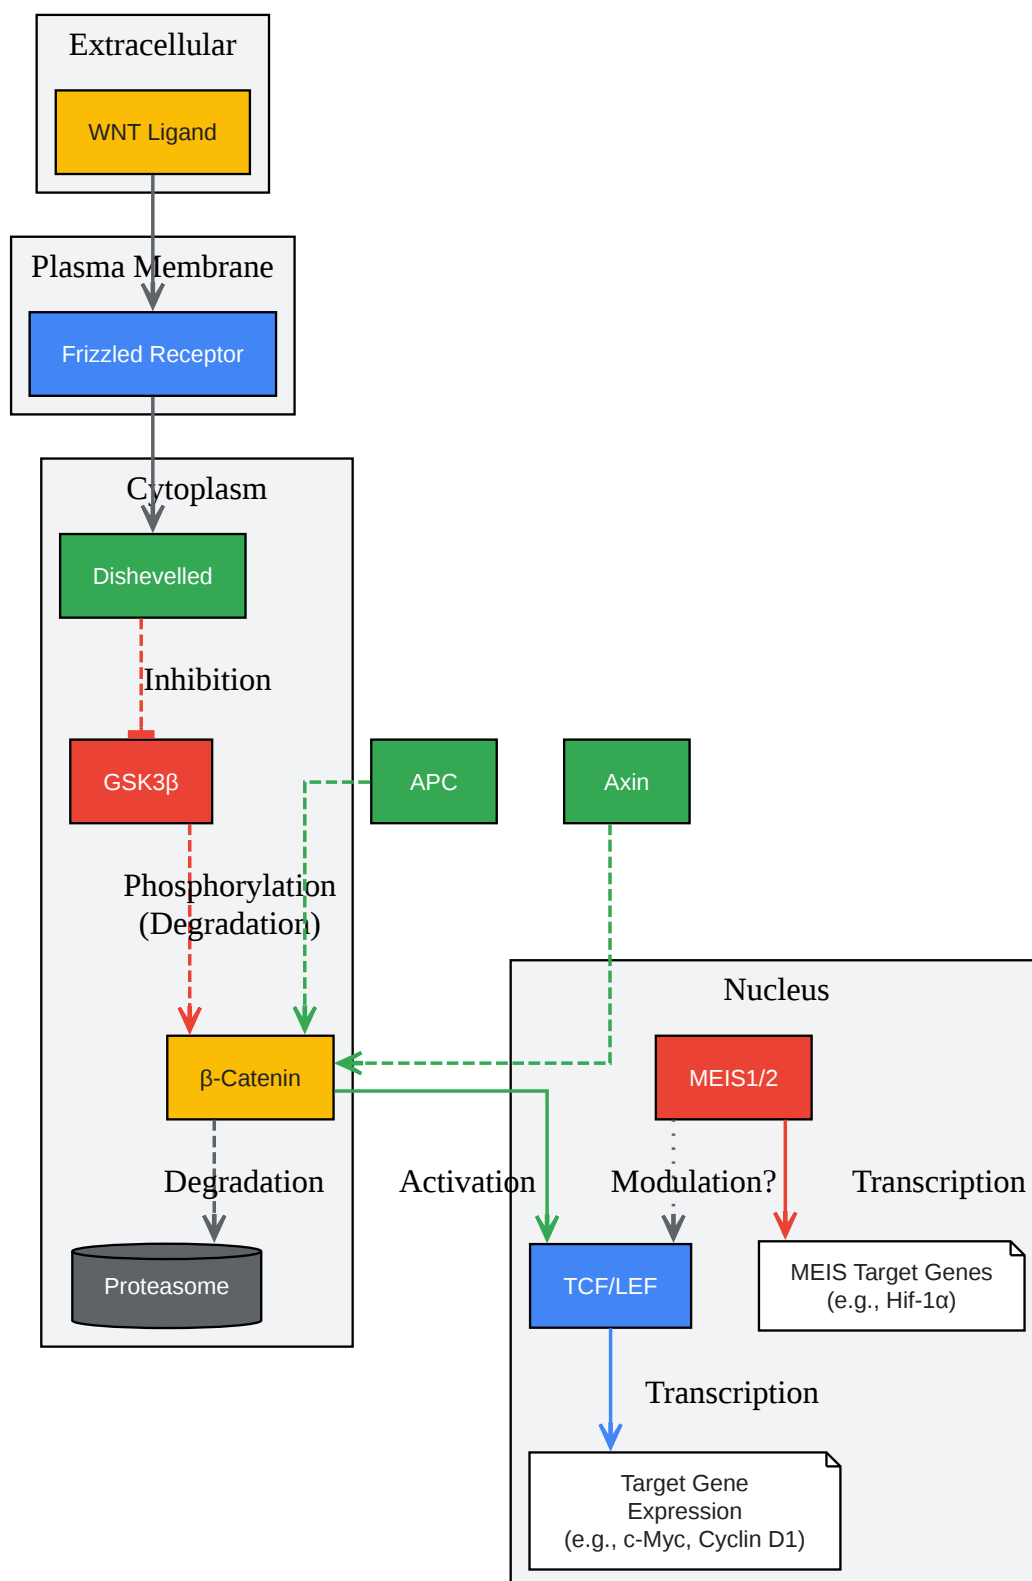 Extracellular
WNT Ligand
Plasma Membrane
Frizzled Receptor
Cytoplasm
Dishevelled
Inhibition
GSK3β
APC
Axin
Phosphorylation
(Degradation)
Nucleus
β-Catenin
MEIS1/2
Degradation
Activation
Modulation?
Transcription
Proteasome
TCF/LEF
MEIS Target Genes
(e.g., Hif-1α)
Transcription
Target Gene
Expression
(e.g., c-Myc, Cyclin D1)